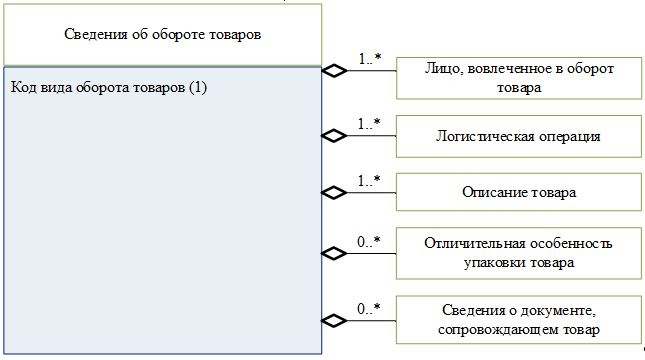 Сведения об обороте товаров
Код вида оборота товаров (1)
1..*
Лицо, вовлеченное в оборот
товара
1..*
Логистическая операция
1..*
Описание товара
0..*
Отличительная особенность
упаковки товара
0..*
Сведения о документе,
сопровождающем товар